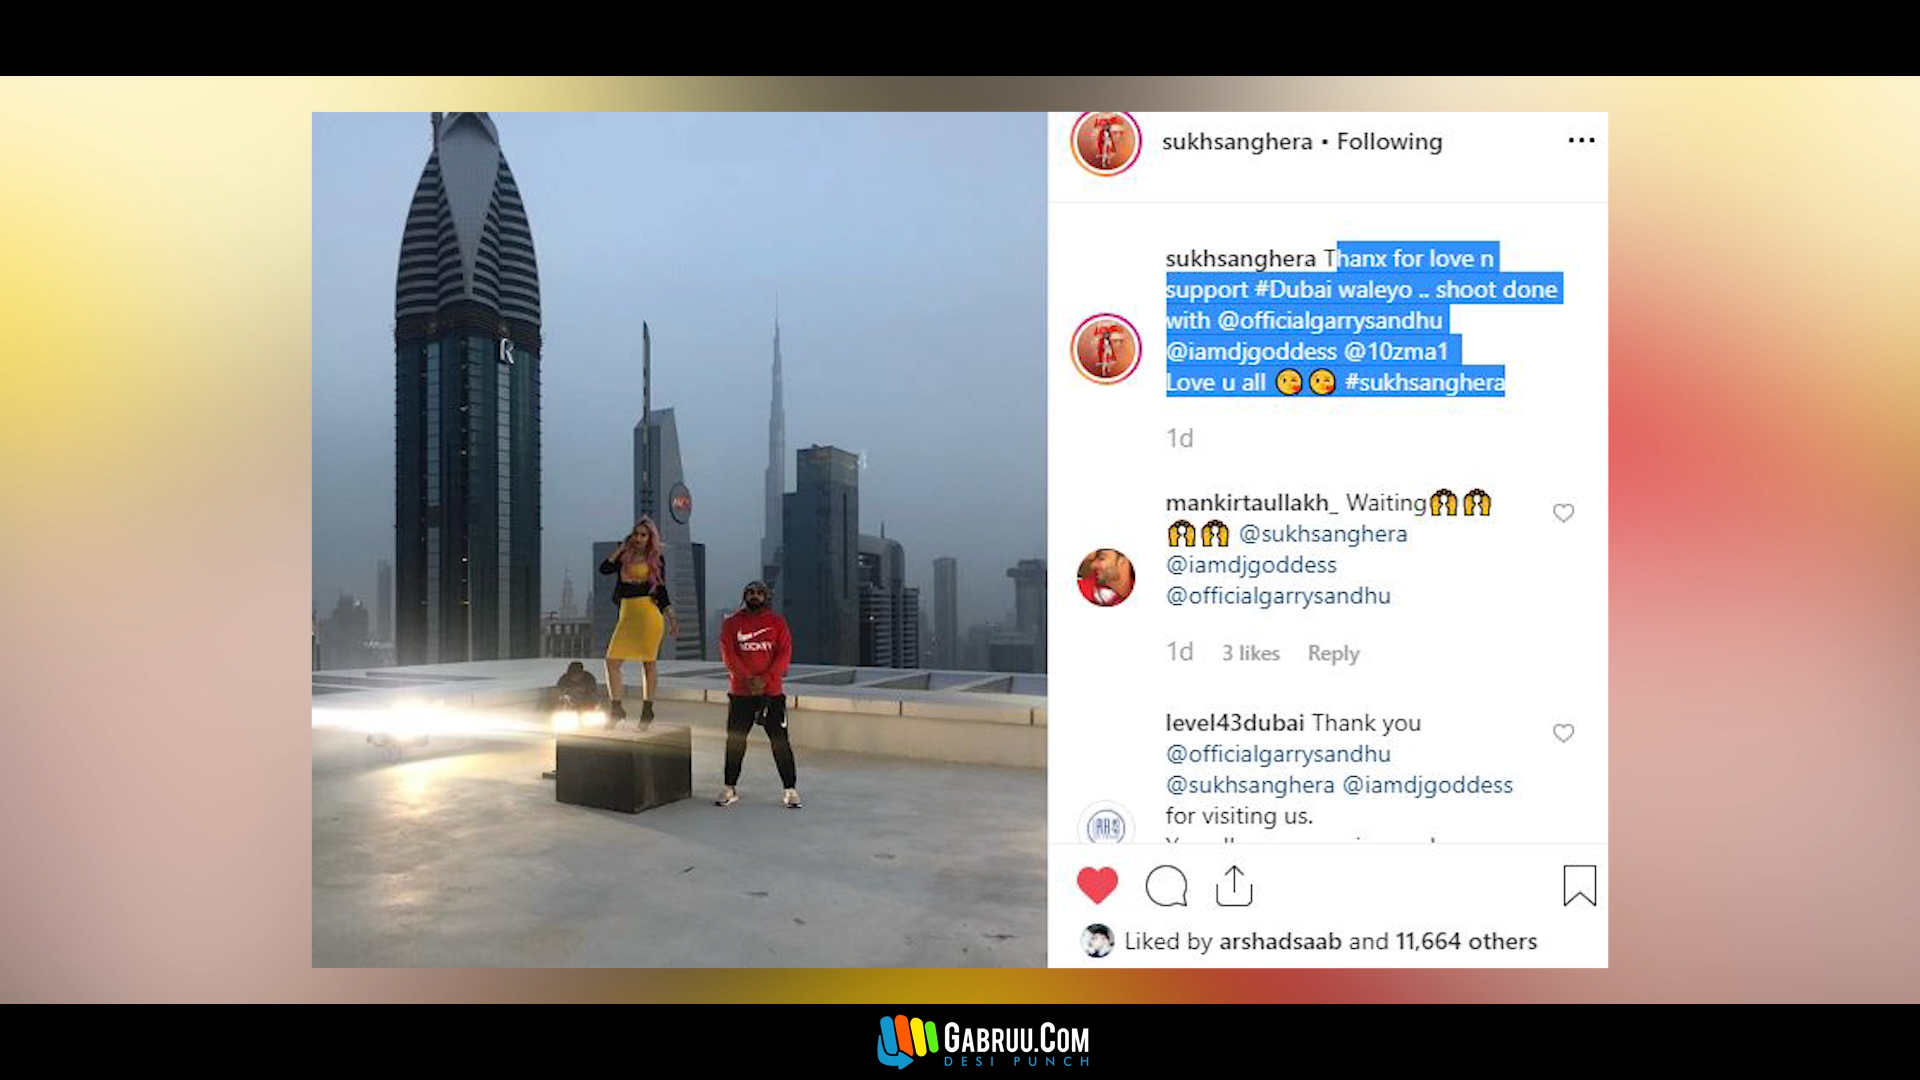 sukhsanghera • Following
sukhsanghera Thanx for love n
support #Dubai waleyo .. shoot done
with @officialgarrysandhu
@iamdjgoddess @10zma1
Love u all 😘😘 #sukhsanghera
1d
mankirtaullakh_ Waiting🙌🙌
🙌🙌 @sukhsanghera
@iamdjgoddess
@officialgarrysandhu
1d 3 likes Reply
level43dubai Thank you
@officialgarrysandhu
@sukhsanghera @iamdjgoddess
for visiting us.
Liked by arshadsaab and 11,664 others
R
HOCKEY
GABRUU.COM
DESI PUNCH